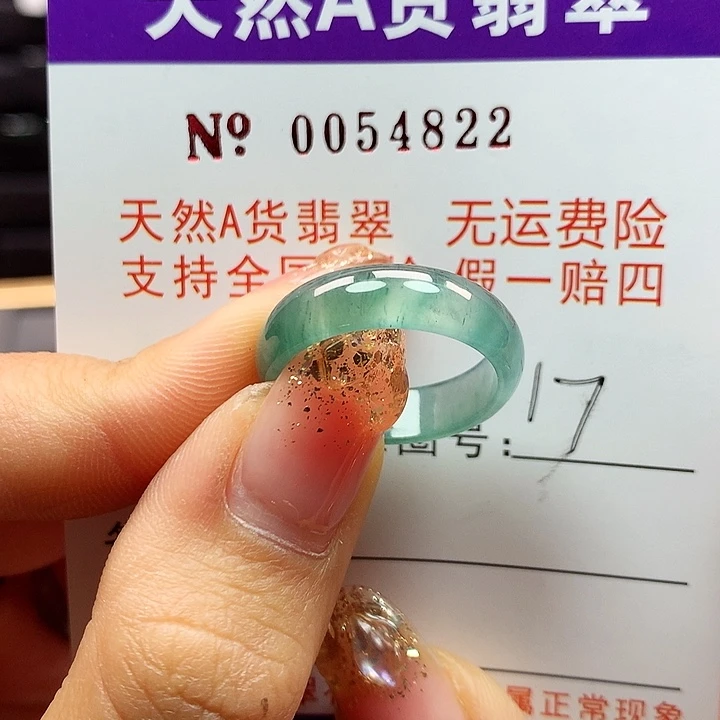 天然A货翡翠
Nº 0054822
天然A货翡翠 无运费险
支持全国 假一赔四
圈号: 17
属正常现象